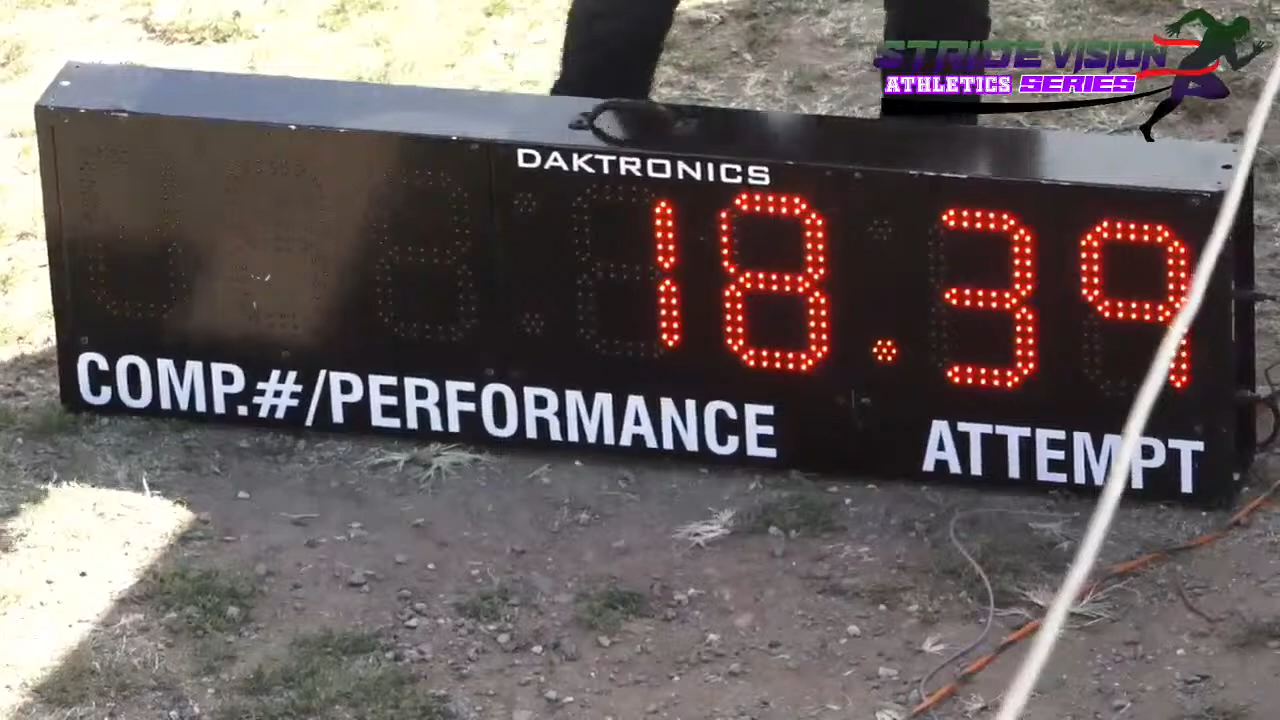 STRIDE VISION
ATHLETICS SERIES
DAKTRONICS
18.39
COMP.#/PERFORMANCE
ATTEMPT